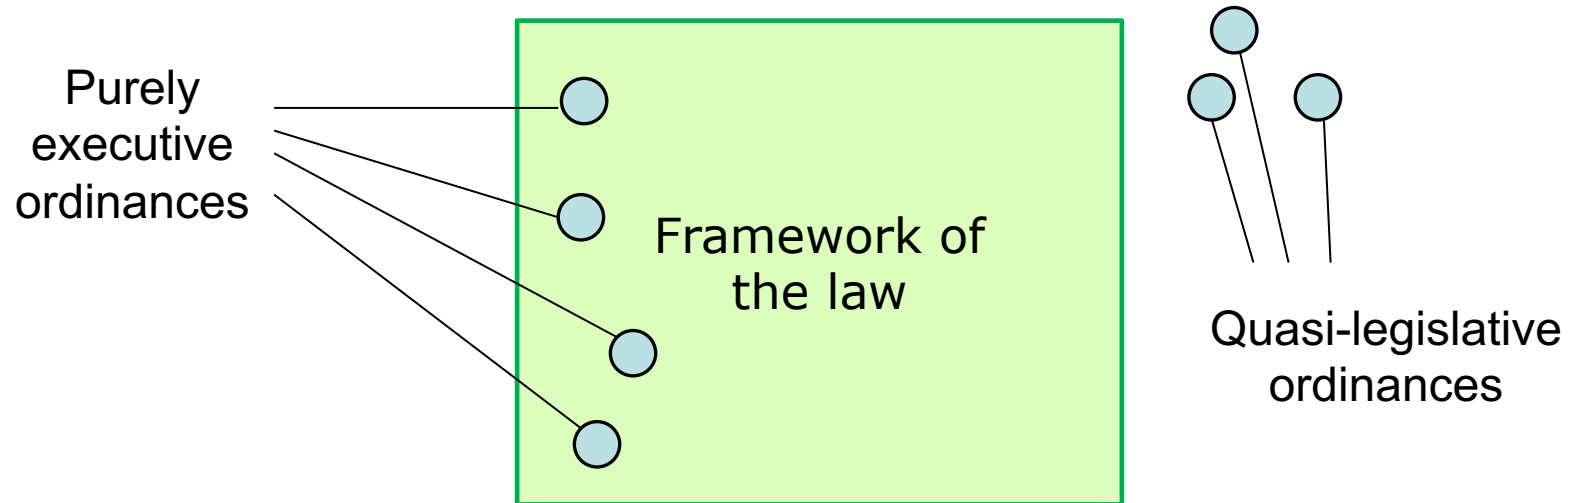 Purely
executive
ordinances
Framework of
the law
Quasi-legislative
ordinances